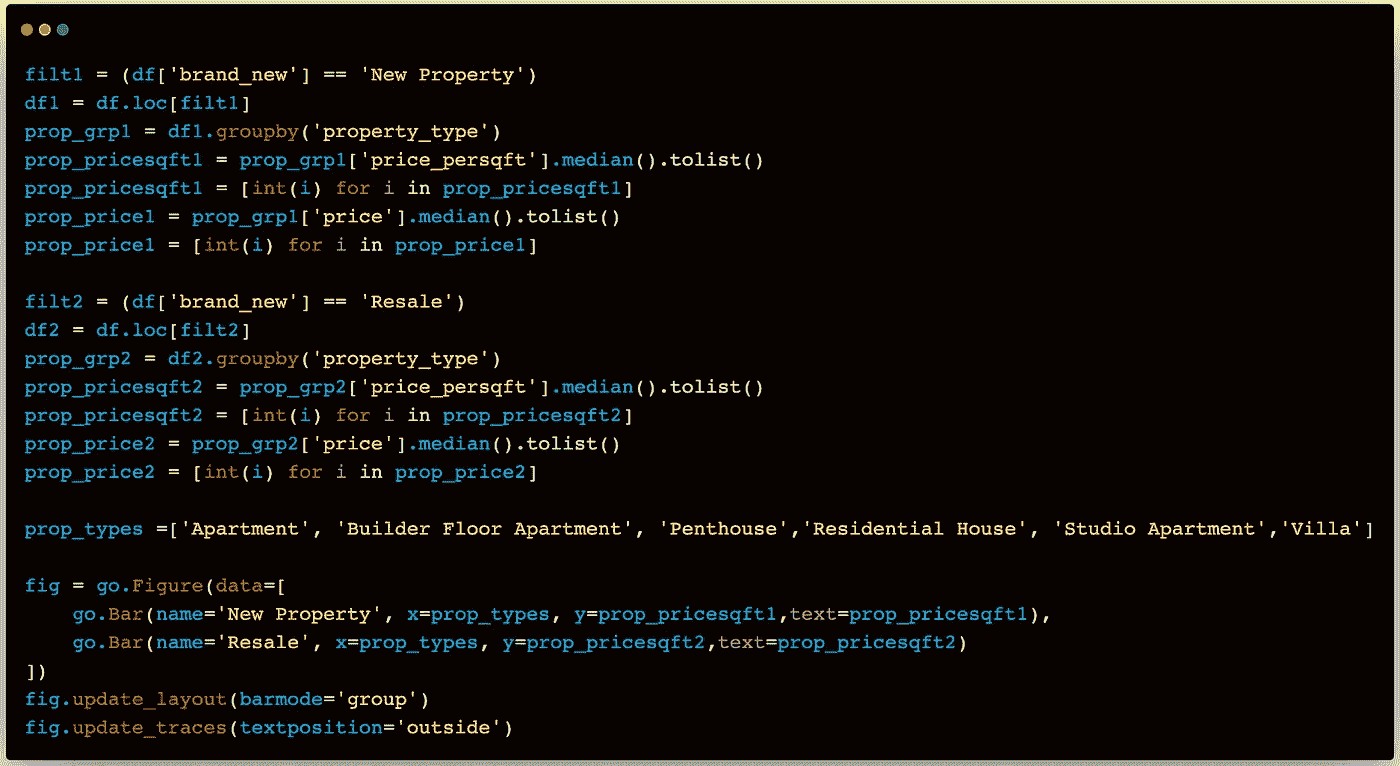 filt1 = (df['brand_new'] == 'New Property')
df1 = df.loc[filt1]
prop_grp1 = df1.groupby('property_type')
prop_pricesqft1 = prop_grp1['price_persqft'].median().tolist()
prop_pricesqft1 = [int(i) for i in prop_pricesqft1]
prop_price1 = prop_grp1['price'].median().tolist()
prop_price1 = [int(i) for i in prop_price1]

filt2 = (df['brand_new'] == 'Resale')
df2 = df.loc[filt2]
prop_grp2 = df2.groupby('property_type')
prop_pricesqft2 = prop_grp2['price_persqft'].median().tolist()
prop_pricesqft2 = [int(i) for i in prop_pricesqft2]
prop_price2 = prop_grp2['price'].median().tolist()
prop_price2 = [int(i) for i in prop_price2]

prop_types =['Apartment', 'Builder Floor Apartment', 'Penthouse','Residential House', 'Studio Apartment','Villa']

fig = go.Figure(data=[
    go.Bar(name='New Property', x=prop_types, y=prop_pricesqft1,text=prop_pricesqft1),
    go.Bar(name='Resale', x=prop_types, y=prop_pricesqft2,text=prop_pricesqft2)
])
fig.update_layout(barmode='group')
fig.update_traces(textposition='outside')